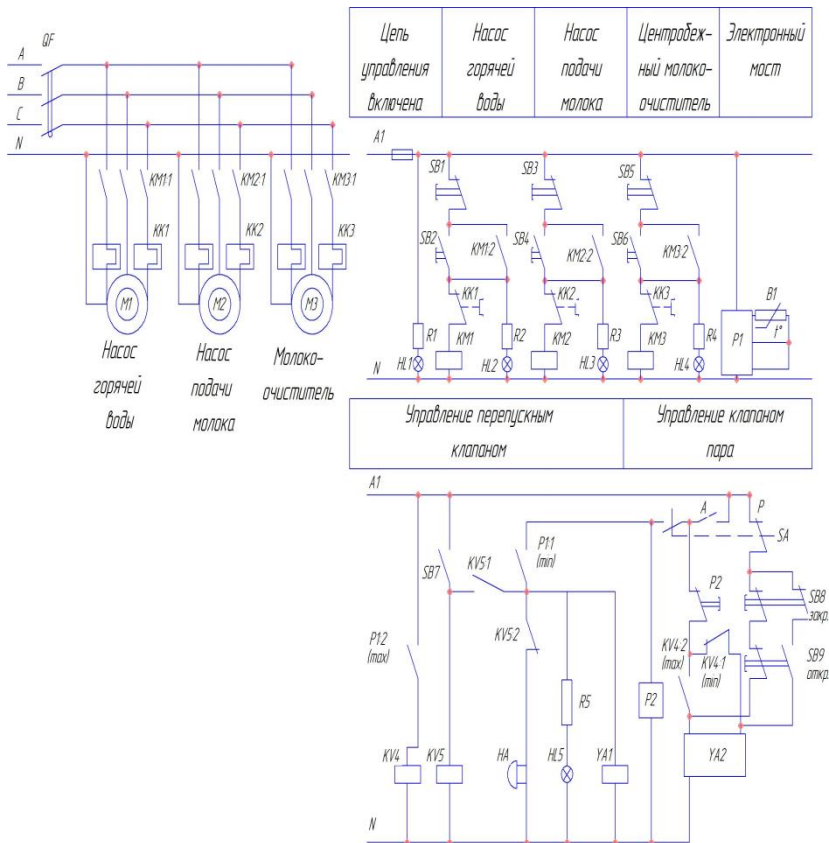 QF
A
B
C
N
KM1:1
KM2:1
KM3:1
KK1
KK2
KK3
M1
M2
M3
Насос
горячей
воды
Насос
подачи
молока
Молоко-
очиститель
Цепь
управления
включена
Насос
горячей
воды
Насос
подачи
молока
Центробеж-
ный молоко-
очиститель
Электронный
мост
A1
SB1
SB3
SB5
SB2
KM1:2
SB4
KM2:2
SB6
KM3:2
KK1
KK2
KK3
B1
R1
R2
R3
R4
P1
t°
KM1
KM2
KM3
HL1
HL2
HL3
HL4
N
Управление перепускным
клапаном
Управление клапаном
пара
A1
A
P
SA
SB7
KV5:1
P1:1
(min)
P2
SB8
закр.
P1:2
(max)
KV5:2
KV4:2
(max)
KV4:1
(min)
SB9
откр.
R5
P2
KV4
KV5
HA
HL5
YA1
YA2
N